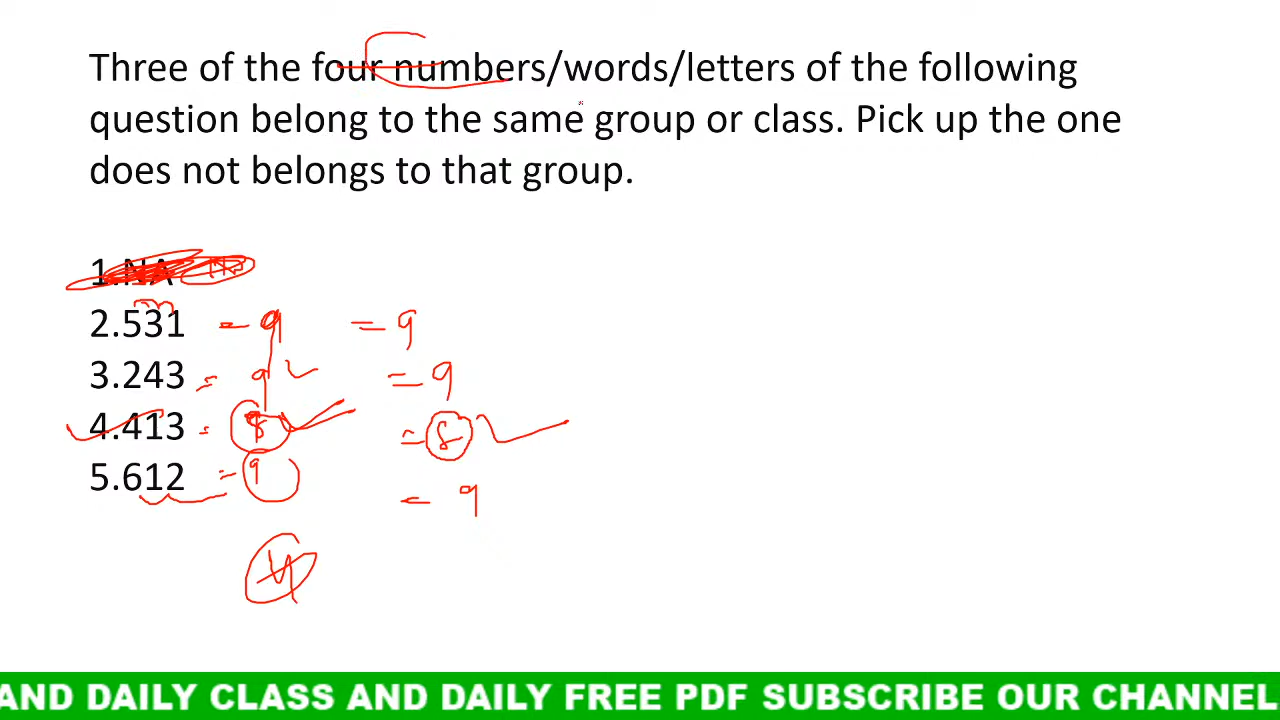 Three of the four numbers/words/letters of the following
question belong to the same group or class. Pick up the one
does not belongs to that group.
1.NA
2.531 = 9 = 9
3.243 = 9 = 9
4.413 = 8 = 8
5.612 = 9 = 9
4
AND DAILY CLASS AND DAILY FREE PDF SUBSCRIBE OUR CHANNEL